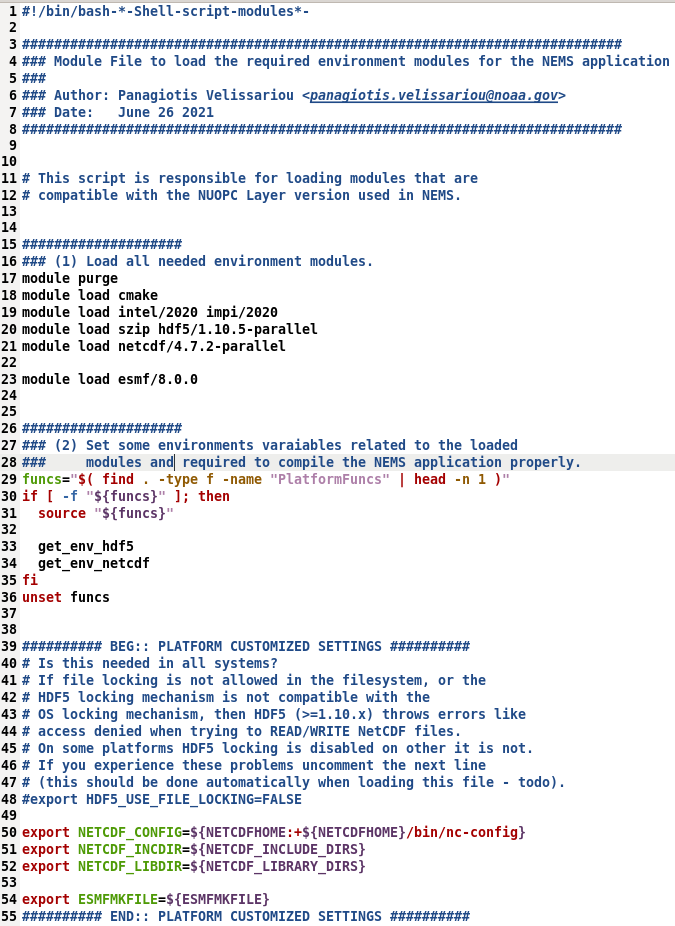 1 #!/bin/bash-*-Shell-script-modules*-
2
3 ###########################################################################
4 ### Module File to load the required environment modules for the NEMS application
5 ###
6 ### Author: Panagiotis Velissariou <panagiotis.velissariou@noaa.gov>
7 ### Date:   June 26 2021
8 ###########################################################################
9
10
11 # This script is responsible for loading modules that are
12 # compatible with the NUOPC Layer version used in NEMS.
13
14
15 ####################
16 ### (1) Load all needed environment modules.
17 module purge
18 module load cmake
19 module load intel/2020 impi/2020
20 module load szip hdf5/1.10.5-parallel
21 module load netcdf/4.7.2-parallel
22
23 module load esmf/8.0.0
24
25
26 ####################
27 ### (2) Set some environments varaiables related to the loaded
28 ###     modules and required to compile the NEMS application properly.
29 funcs="$( find . -type f -name "PlatformFuncs" | head -n 1 )"
30 if [ -f "${funcs}" ]; then
31   source "${funcs}"
32
33   get_env_hdf5
34   get_env_netcdf
35 fi
36 unset funcs
37
38
39 ########## BEG:: PLATFORM CUSTOMIZED SETTINGS ##########
40 # Is this needed in all systems?
41 # If file locking is not allowed in the filesystem, or the
42 # HDF5 locking mechanism is not compatible with the
43 # OS locking mechanism, then HDF5 (>=1.10.x) throws errors like
44 # access denied when trying to READ/WRITE NetCDF files.
45 # On some platforms HDF5 locking is disabled on other it is not.
46 # If you experience these problems uncomment the next line
47 # (this should be done automatically when loading this file - todo).
48 #export HDF5_USE_FILE_LOCKING=FALSE
49
50 export NETCDF_CONFIG=${NETCDFHOME:+${NETCDFHOME}/bin/nc-config}
51 export NETCDF_INCDIR=${NETCDF_INCLUDE_DIRS}
52 export NETCDF_LIBDIR=${NETCDF_LIBRARY_DIRS}
53
54 export ESMFMKFILE=${ESMFMKFILE}
55 ########## END:: PLATFORM CUSTOMIZED SETTINGS ##########